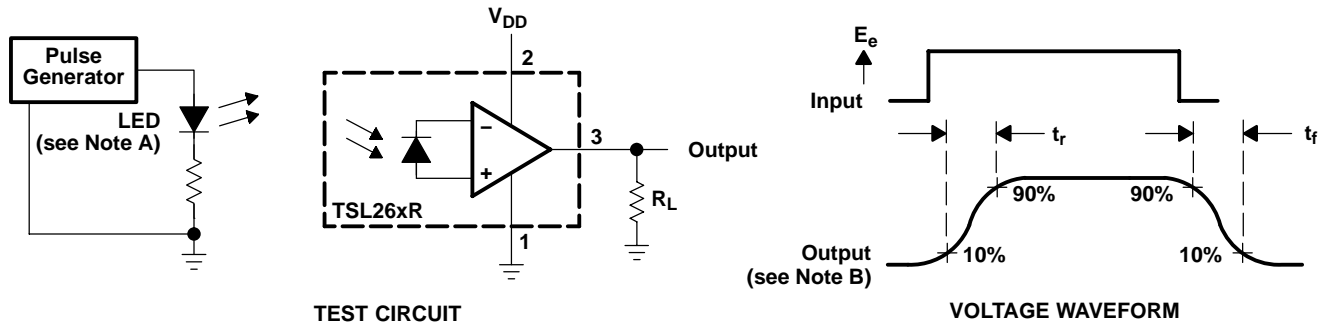 Pulse
Generator
LED
(see Note A)
V_DD
2
−
+
3
Output
R_L
TSL26xR
1
TEST CIRCUIT
E_e
Input
t_r
t_f
90%
90%
Output
(see Note B)
10%
10%
VOLTAGE WAVEFORM